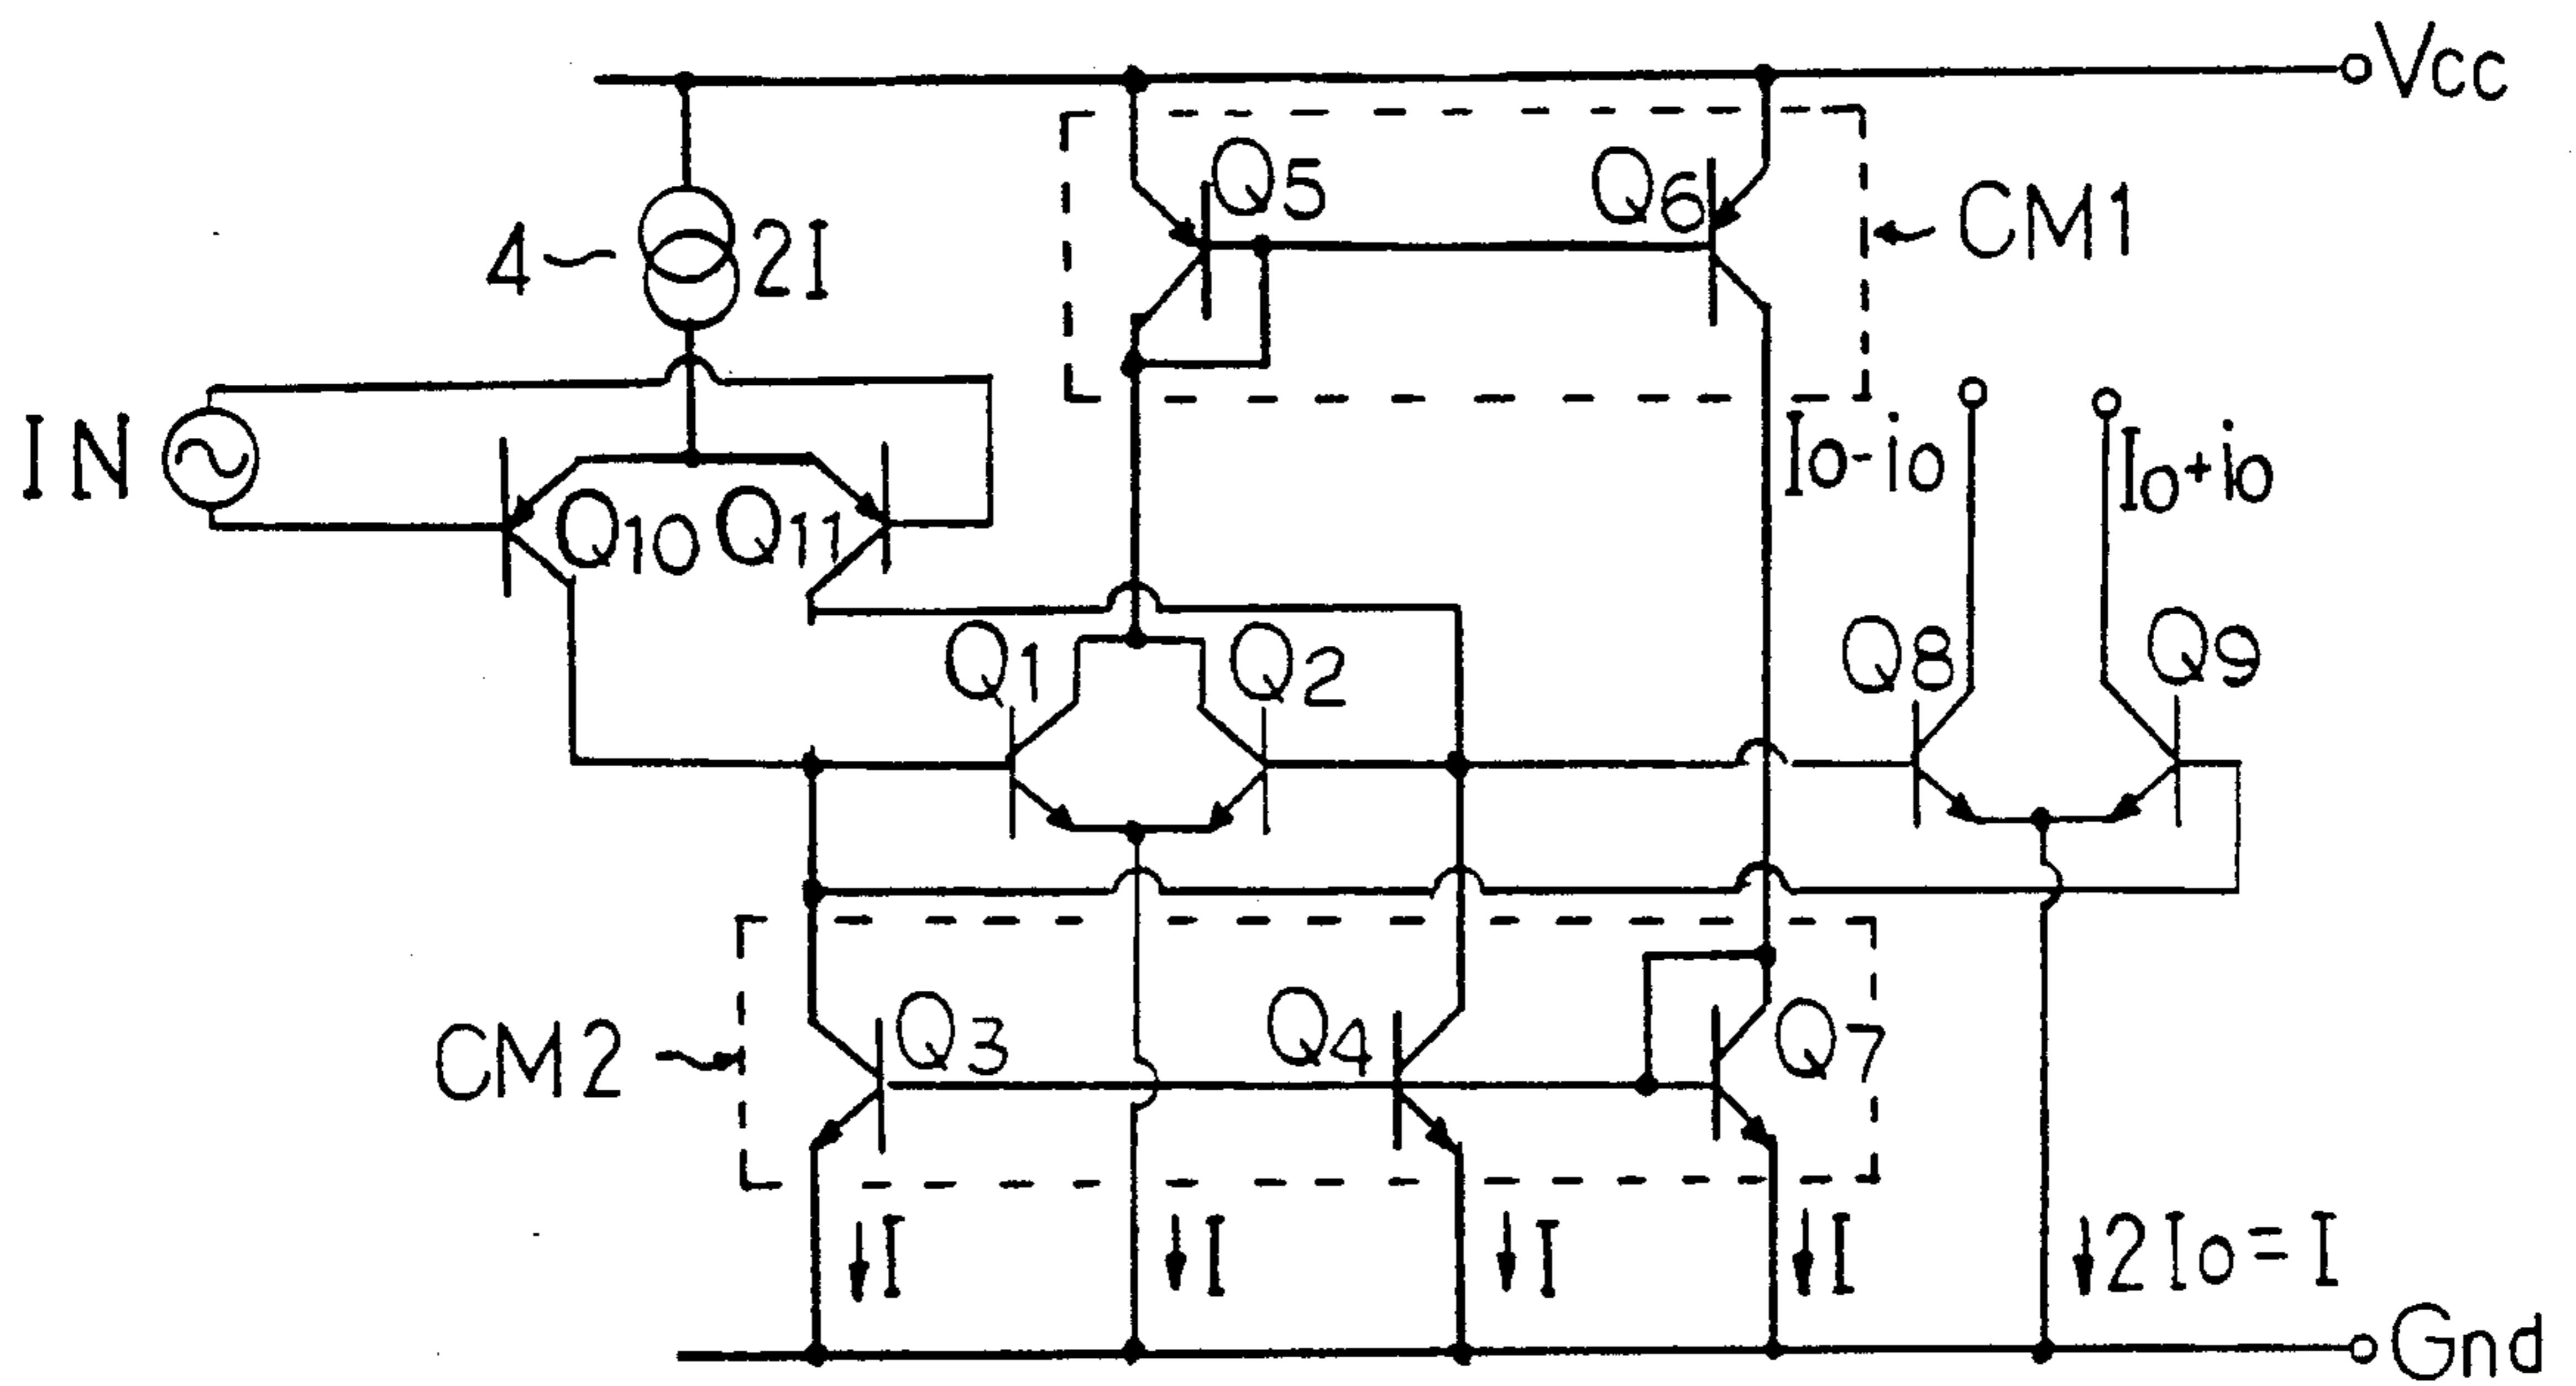 Vcc
Q5
Q6
CM1
4
2I
IN
Q10
Q11
Io-io
Io+io
Q1
Q2
Q8
Q9
CM2
Q3
Q4
Q7
I
I
I
I
2Io=I
Gnd